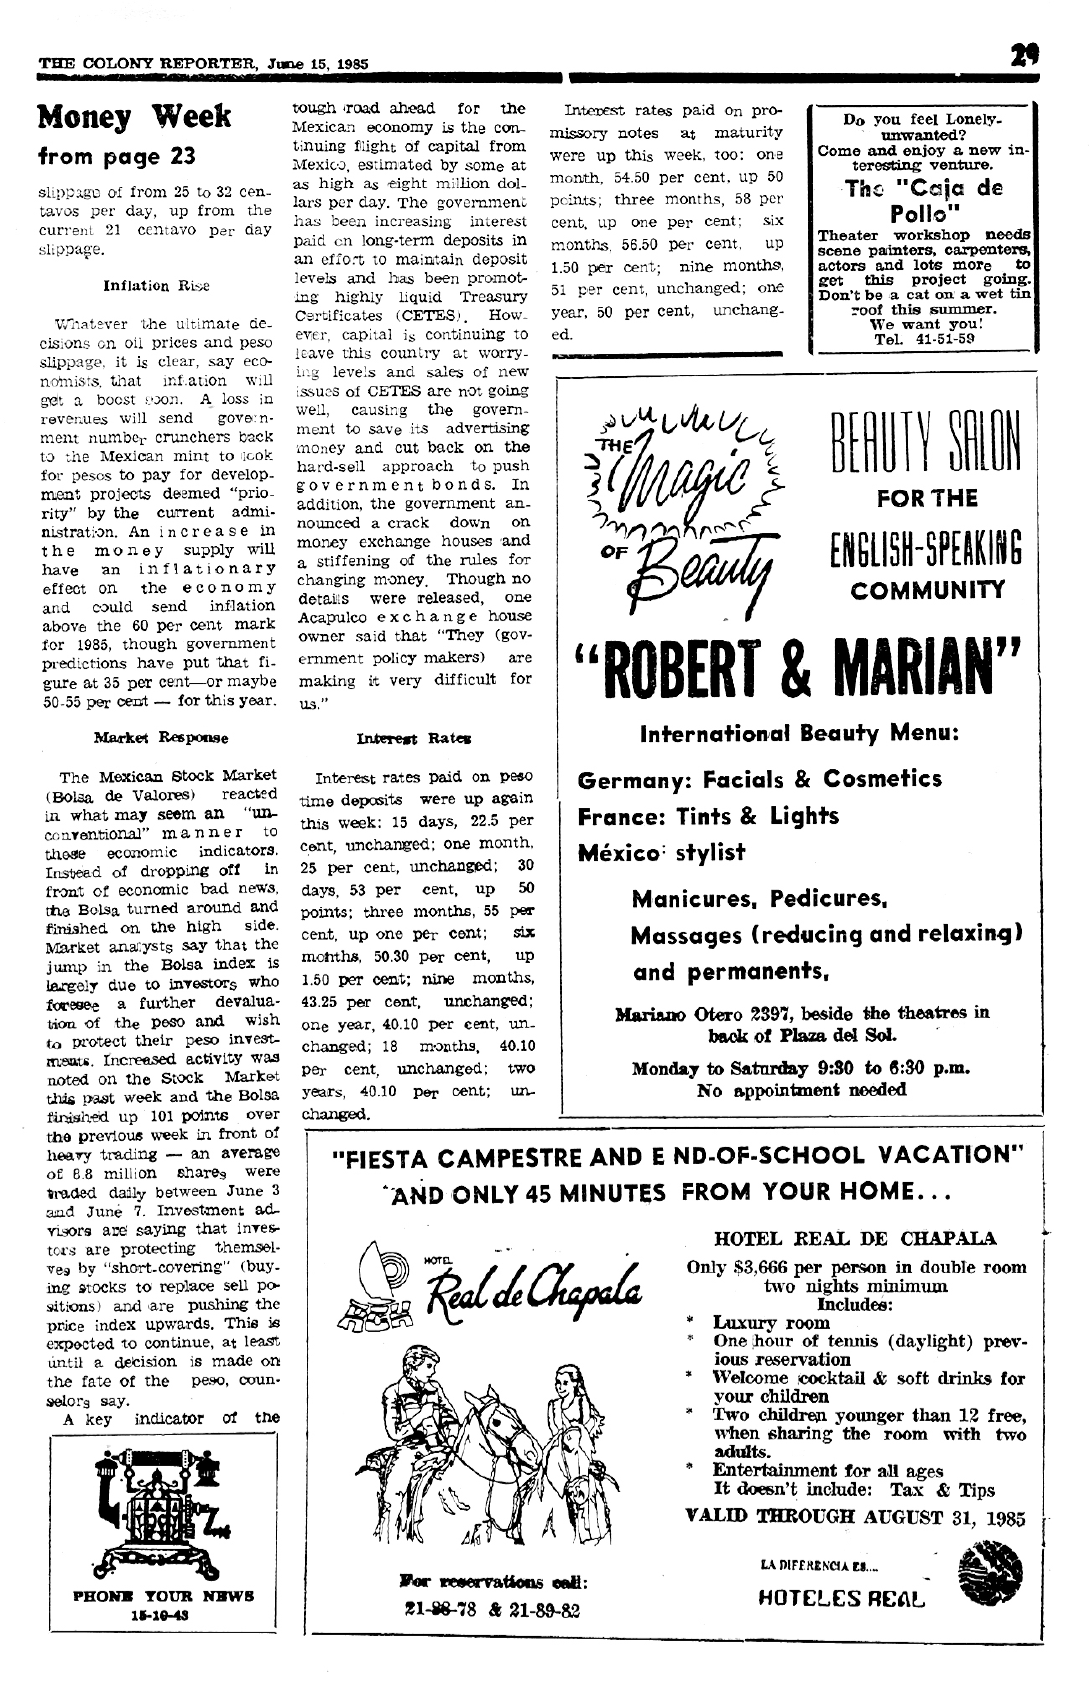 THE COLONY REPORTER, June 15, 1985
29
Money Week
from page 23
slippage of from 25 to 32 cen-
tavos per day, up from the
current 21 centavo per day
slippage.
Inflation Rise
Whatever the ultimate de-
cisions on oil prices and peso
slippage, it is clear, say eco-
nomists, that inflation will
get a boost soon. A loss in
revenues will send govern-
ment number crunchers back
to the Mexican mint to look
for pesos to pay for develop-
ment projects deemed "prio-
rity" by the current admi-
nistration. An increase in
the money supply will
have an inflationary
effect on the economy
and could send inflation
above the 60 per cent mark
for 1985, though government
predictions have put that fi-
gure at 35 per cent—or maybe
50-55 per cent — for this year.
Market Response
The Mexican Stock Market
(Bolsa de Valores) reacted
in what may seem an "un-
conventional" manner to
these economic indicators.
Instead of dropping off in
front of economic bad news,
the Bolsa turned around and
finished on the high side.
Market analysts say that the
jump in the Bolsa index is
largely due to investors who
foresee a further devalua-
tion of the peso and wish
to protect their peso invest-
ments. Increased activity was
noted on the Stock Market
this past week and the Bolsa
finished up 101 points over
the previous week in front of
heavy trading — an average
of 8.8 million shares were
traded daily between June 3
and June 7. Investment ad-
visors are saying that inves-
tors are protecting themsel-
ves by "short-covering" (buy-
ing stocks to replace sell po-
sitions) and are pushing the
price index upwards. This is
expected to continue, at least
until a decision is made on
the fate of the peso, coun-
selors say.
A key indicator of the
tough road ahead for the
Mexican economy is the con-
tinuing flight of capital from
Mexico, estimated by some at
as high as eight million dol-
lars per day. The government
has been increasing interest
paid on long-term deposits in
an effort to maintain deposit
levels and has been promot-
ing highly liquid Treasury
Certificates (CETES). How-
ever, capital is continuing to
leave this country at worry-
ing levels and sales of new
issues of CETES are not going
well, causing the govern-
ment to save its advertising
money and cut back on the
hard-sell approach to push
government bonds. In
addition, the government an-
nounced a crack down on
money exchange houses and
a stiffening of the rules for
changing money. Though no
details were released, one
Acapulco exchange house
owner said that "They (gov-
ernment policy makers) are
making it very difficult for
us."
Interest Rates
Interest rates paid on peso
time deposits were up again
this week: 15 days, 22.5 per
cent, unchanged; one month,
25 per cent, unchanged; 30
days, 53 per cent, up 50
points; three months, 55 per
cent, up one per cent; six
months, 50.30 per cent, up
1.50 per cent; nine months,
43.25 per cent, unchanged;
one year, 40.10 per cent, un-
changed; 18 months, 40.10
per cent, unchanged; two
years, 40.10 per cent; un-
changed.
Interest rates paid on pro-
missory notes at maturity
were up this week, too: one
month, 54.50 per cent, up 50
points; three months, 58 per
cent, up one per cent; six
months, 56.50 per cent, up
1.50 per cent; nine months,
51 per cent, unchanged; one
year, 50 per cent, unchang-
ed.
Do you feel Lonely-
unwanted?
Come and enjoy a new in-
teresting venture.
The "Caja de
Pollo"
Theater workshop needs
scene painters, carpenters,
actors and lots more to
get this project going.
Don't be a cat on a wet tin
roof this summer.
We want you!
Tel. 41-51-59
THE
Magic
OF
Beauty
BEAUTY SALON
FOR THE
ENGLISH-SPEAKING
COMMUNITY
"ROBERT & MARIAN"
International Beauty Menu:
Germany: Facials & Cosmetics
France: Tints & Lights
México: stylist
Manicures, Pedicures,
Massages (reducing and relaxing)
and permanents,
Mariano Otero 2397, beside the theatres in
back of Plaza del Sol.
Monday to Saturday 9:30 to 6:30 p.m.
No appointment needed
PHONE YOUR NEWS
15-10-43
"FIESTA CAMPESTRE AND E ND-OF-SCHOOL VACATION"
AND ONLY 45 MINUTES FROM YOUR HOME...
HOTEL
Real de Chapala
For reservations call:
21-88-78 & 21-89-82
HOTEL REAL DE CHAPALA
Only $3,666 per person in double room
two nights minimum
Includes:
* Luxury room
* One hour of tennis (daylight) prev-
ious reservation
* Welcome cocktail & soft drinks for
your children
* Two children younger than 12 free,
when sharing the room with two
adults.
* Entertainment for all ages
It doesn't include: Tax & Tips
VALID THROUGH AUGUST 31, 1985
LA DIFERENCIA ES....
HOTELES REAL